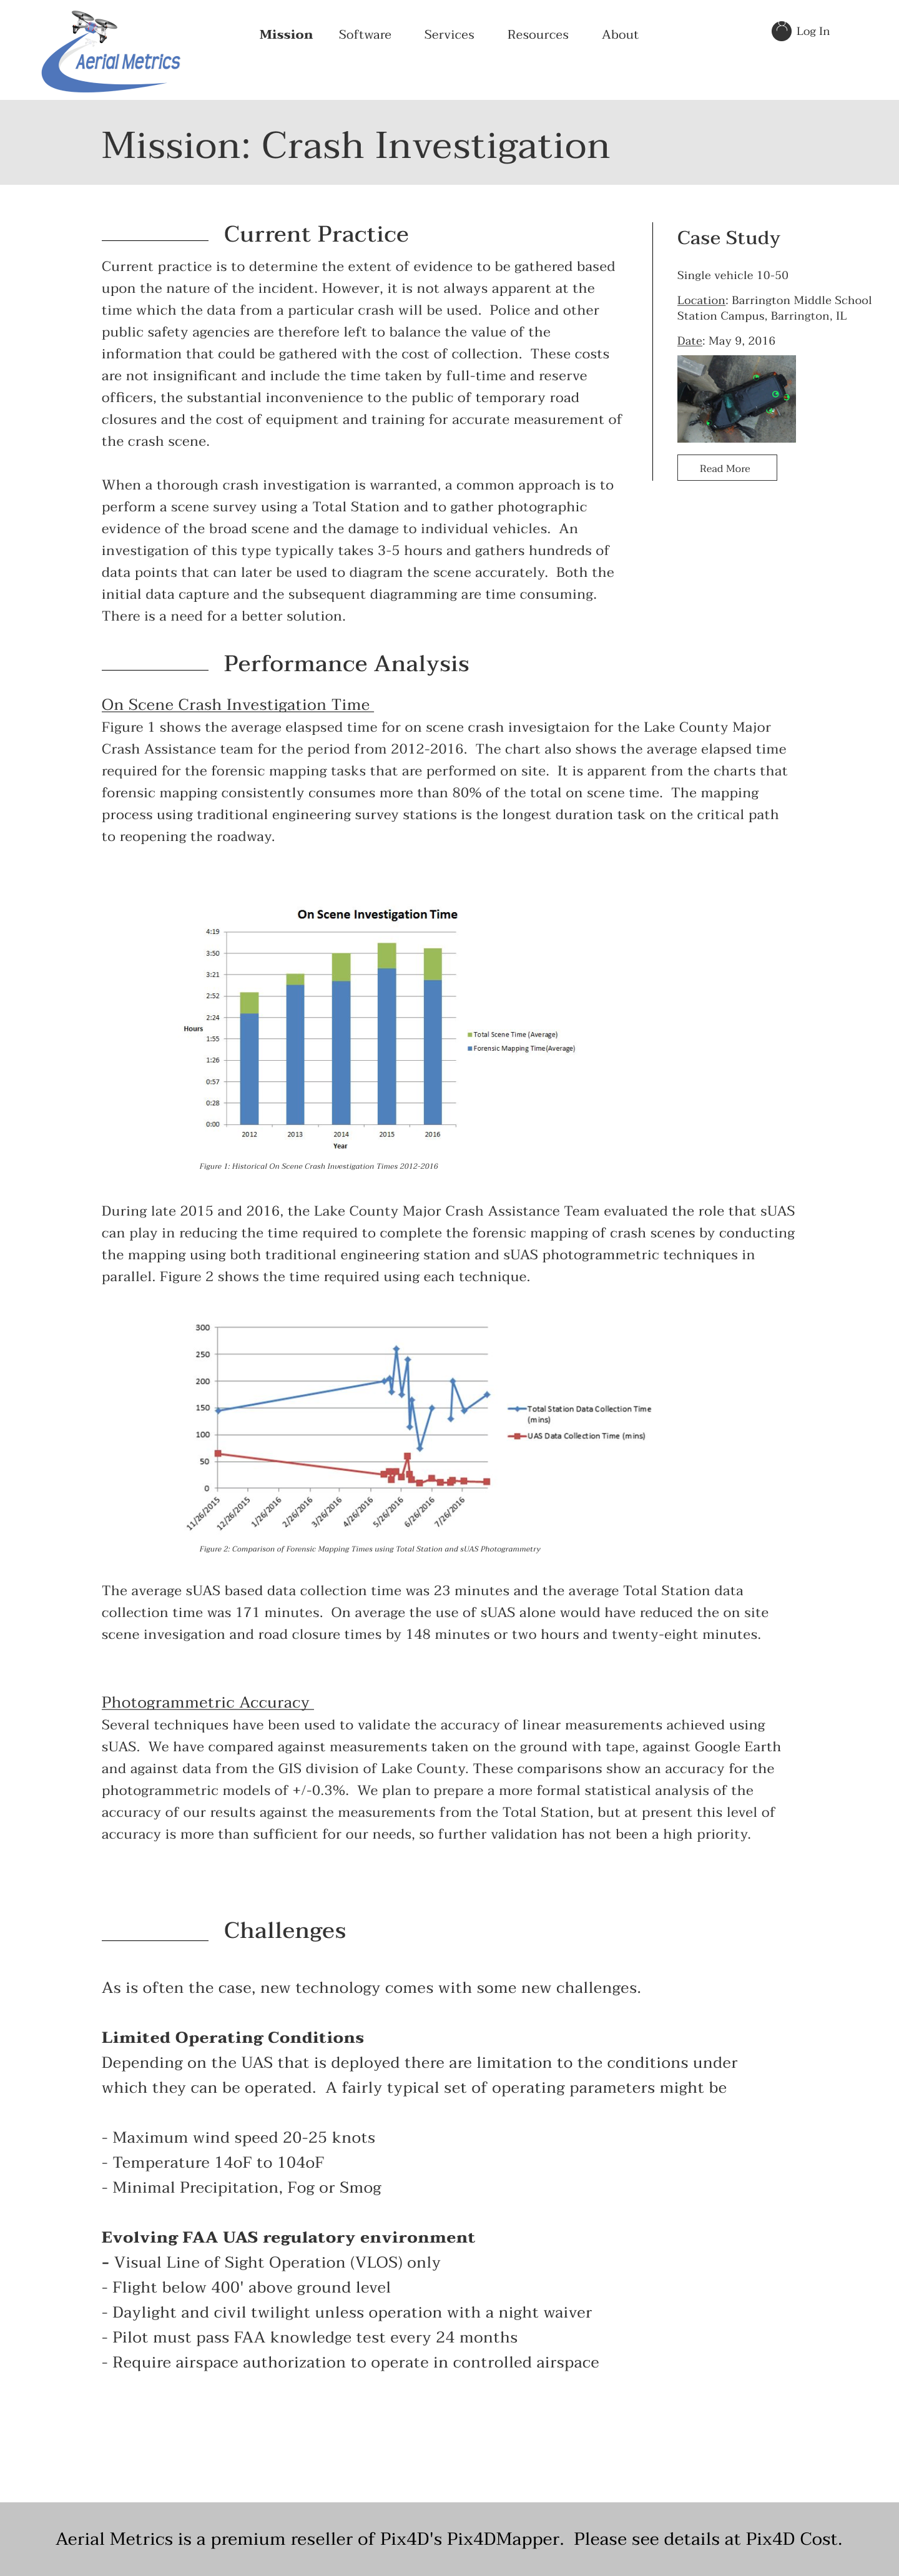 Aerial Metrics
Mission
Software
Services
Resources
About
Log In
Mission: Crash Investigation
Current Practice
Current practice is to determine the extent of evidence to be gathered based
upon the nature of the incident. However, it is not always apparent at the
time which the data from a particular crash will be used.  Police and other
public safety agencies are therefore left to balance the value of the
information that could be gathered with the cost of collection.  These costs
are not insignificant and include the time taken by full-time and reserve
officers, the substantial inconvenience to the public of temporary road
closures and the cost of equipment and training for accurate measurement of
the crash scene.
When a thorough crash investigation is warranted, a common approach is to
perform a scene survey using a Total Station and to gather photographic
evidence of the broad scene and the damage to individual vehicles.  An
investigation of this type typically takes 3-5 hours and gathers hundreds of
data points that can later be used to diagram the scene accurately.  Both the
initial data capture and the subsequent diagramming are time consuming.
There is a need for a better solution.
Case Study
Single vehicle 10-50
Location: Barrington Middle School
Station Campus, Barrington, IL
Date: May 9, 2016
Read More
Performance Analysis
On Scene Crash Investigation Time
Figure 1 shows the average elaspsed time for on scene crash invesigtaion for the Lake County Major
Crash Assistance team for the period from 2012-2016.  The chart also shows the average elapsed time
required for the forensic mapping tasks that are performed on site.  It is apparent from the charts that
forensic mapping consistently consumes more than 80% of the total on scene time.  The mapping
process using traditional engineering survey stations is the longest duration task on the critical path
to reopening the roadway.
On Scene Investigation Time
4:19
3:50
3:21
2:52
2:24
Hours
1:55
1:26
0:57
0:28
0:00
2012 2013 2014 2015 2016
Year
Total Scene Time (Average)
Forensic Mapping Time(Average)
Figure 1: Historical On Scene Crash Investigation Times 2012-2016
During late 2015 and 2016, the Lake County Major Crash Assistance Team evaluated the role that sUAS
can play in reducing the time required to complete the forensic mapping of crash scenes by conducting
the mapping using both traditional engineering station and sUAS photogrammetric techniques in
parallel. Figure 2 shows the time required using each technique.
300
250
200
150
100
50
0
11/26/2015 12/26/2015 1/26/2016 2/26/2016 3/26/2016 4/26/2016 5/26/2016 6/26/2016 7/26/2016
Total Station Data Collection Time
(mins)
UAS Data Collection Time (mins)
Figure 2: Comparison of Forensic Mapping Times using Total Station and sUAS Photogrammetry
The average sUAS based data collection time was 23 minutes and the average Total Station data
collection time was 171 minutes.  On average the use of sUAS alone would have reduced the on site
scene invesigation and road closure times by 148 minutes or two hours and twenty-eight minutes.
Photogrammetric Accuracy
Several techniques have been used to validate the accuracy of linear measurements achieved using
sUAS.  We have compared against measurements taken on the ground with tape, against Google Earth
and against data from the GIS division of Lake County. These comparisons show an accuracy for the
photogrammetric models of +/-0.3%.  We plan to prepare a more formal statistical analysis of the
accuracy of our results against the measurements from the Total Station, but at present this level of
accuracy is more than sufficient for our needs, so further validation has not been a high priority.
Challenges
As is often the case, new technology comes with some new challenges.
Limited Operating Conditions
Depending on the UAS that is deployed there are limitation to the conditions under
which they can be operated.  A fairly typical set of operating parameters might be
- Maximum wind speed 20-25 knots
- Temperature 14oF to 104oF
- Minimal Precipitation, Fog or Smog
Evolving FAA UAS regulatory environment
- Visual Line of Sight Operation (VLOS) only
- Flight below 400' above ground level
- Daylight and civil twilight unless operation with a night waiver
- Pilot must pass FAA knowledge test every 24 months
- Require airspace authorization to operate in controlled airspace
Aerial Metrics is a premium reseller of Pix4D's Pix4DMapper.  Please see details at Pix4D Cost.